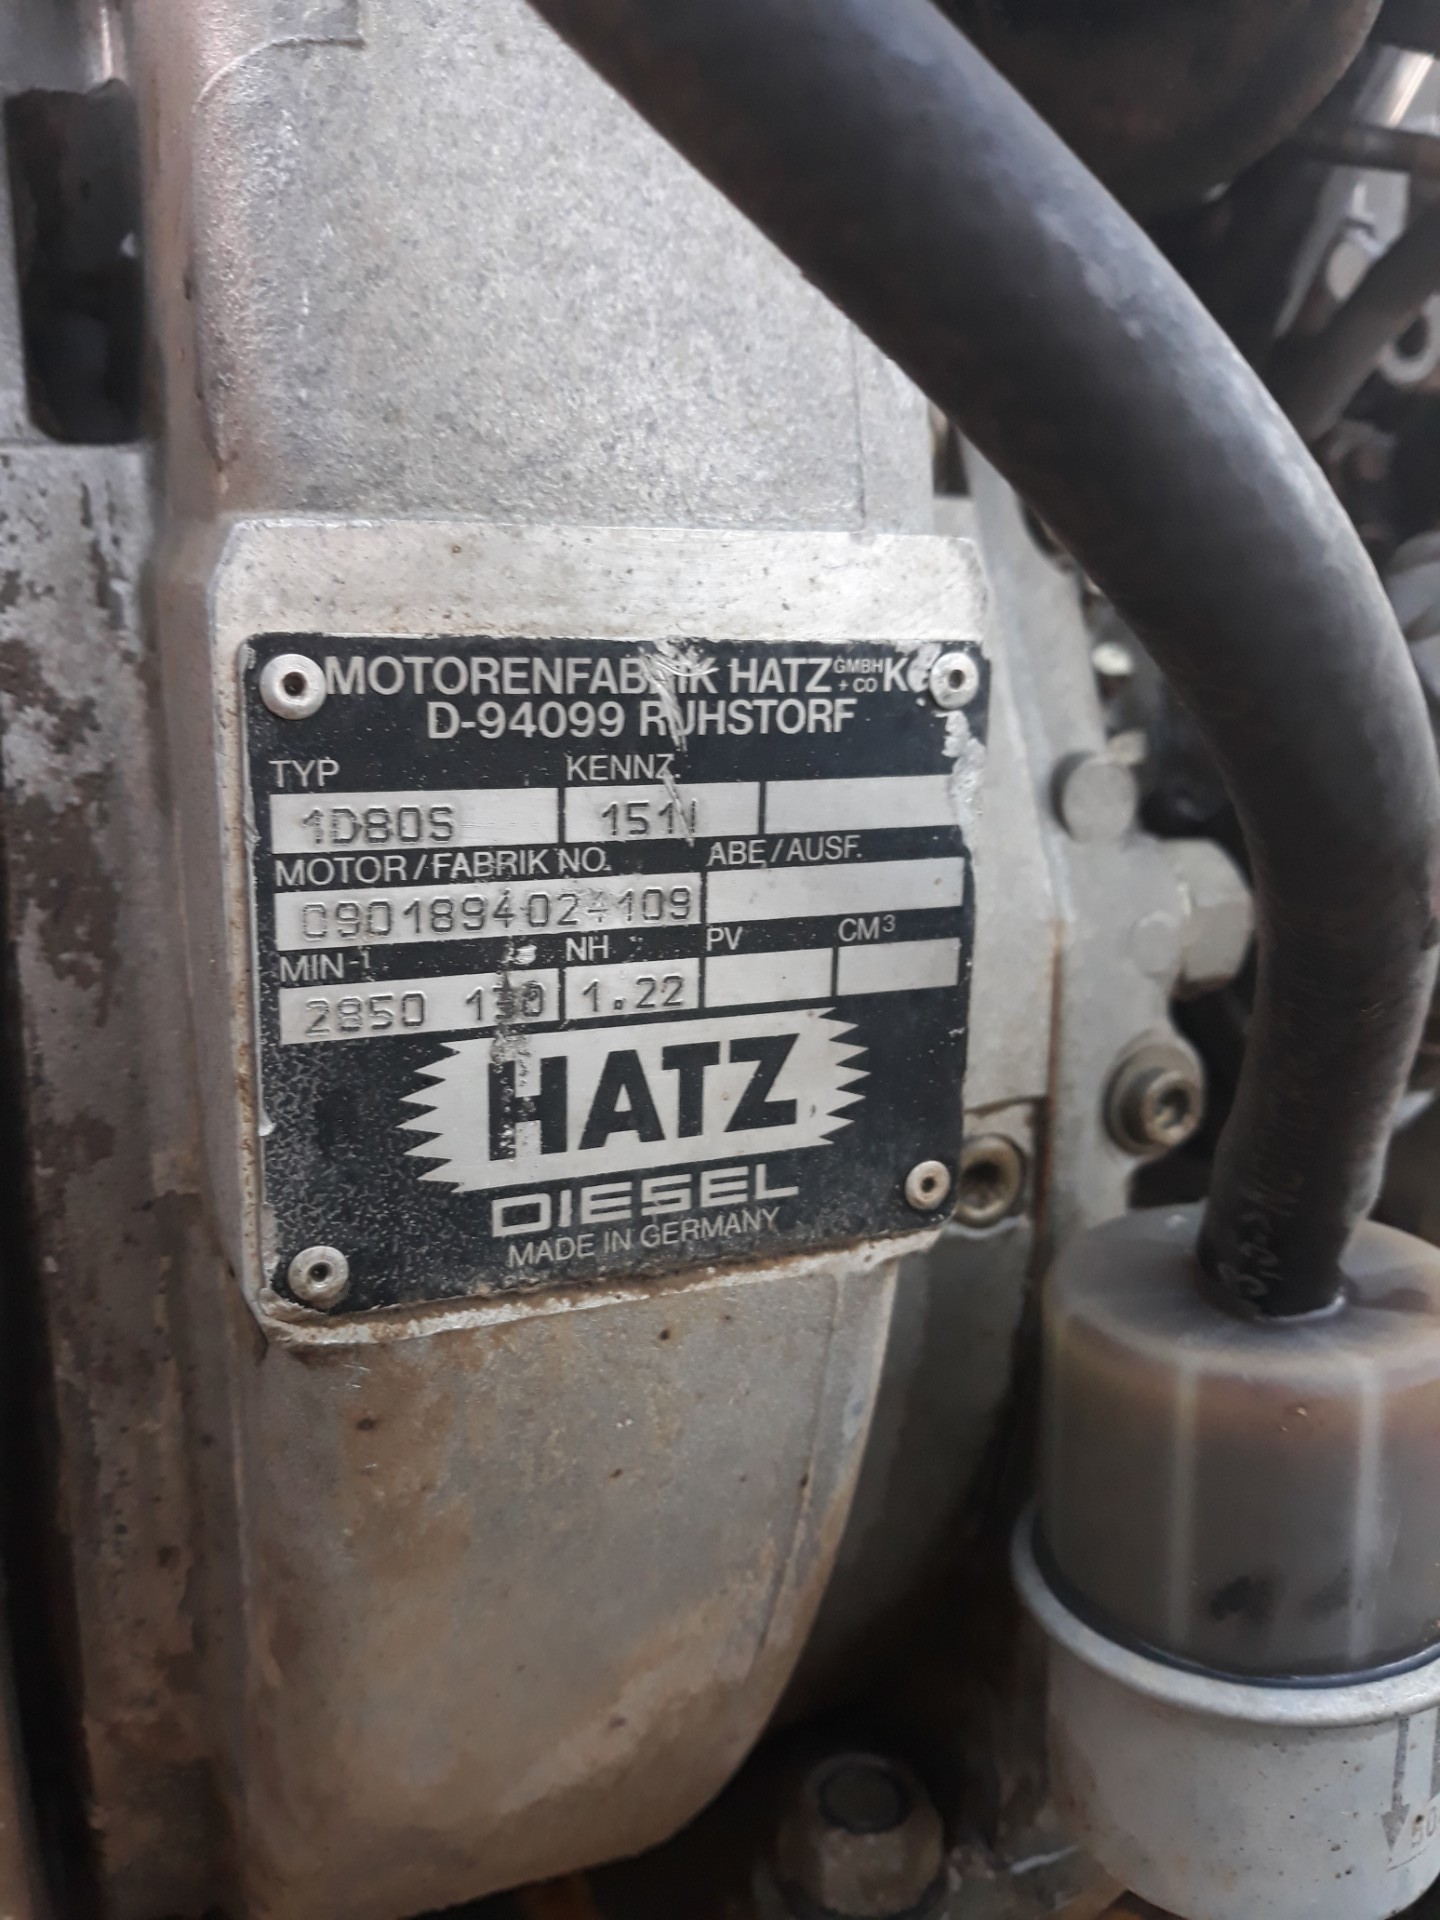 MOTORENFABRIK HATZ GMBH + CO KG
D-94099 RUHSTORF
TYP KENNZ.
1D80S
MOTOR/FABRIK NO. ABE/AUSF.
MIN-1 NH PV CM³
2850 130 1.22
HATZ
DIESEL
MADE IN GERMANY